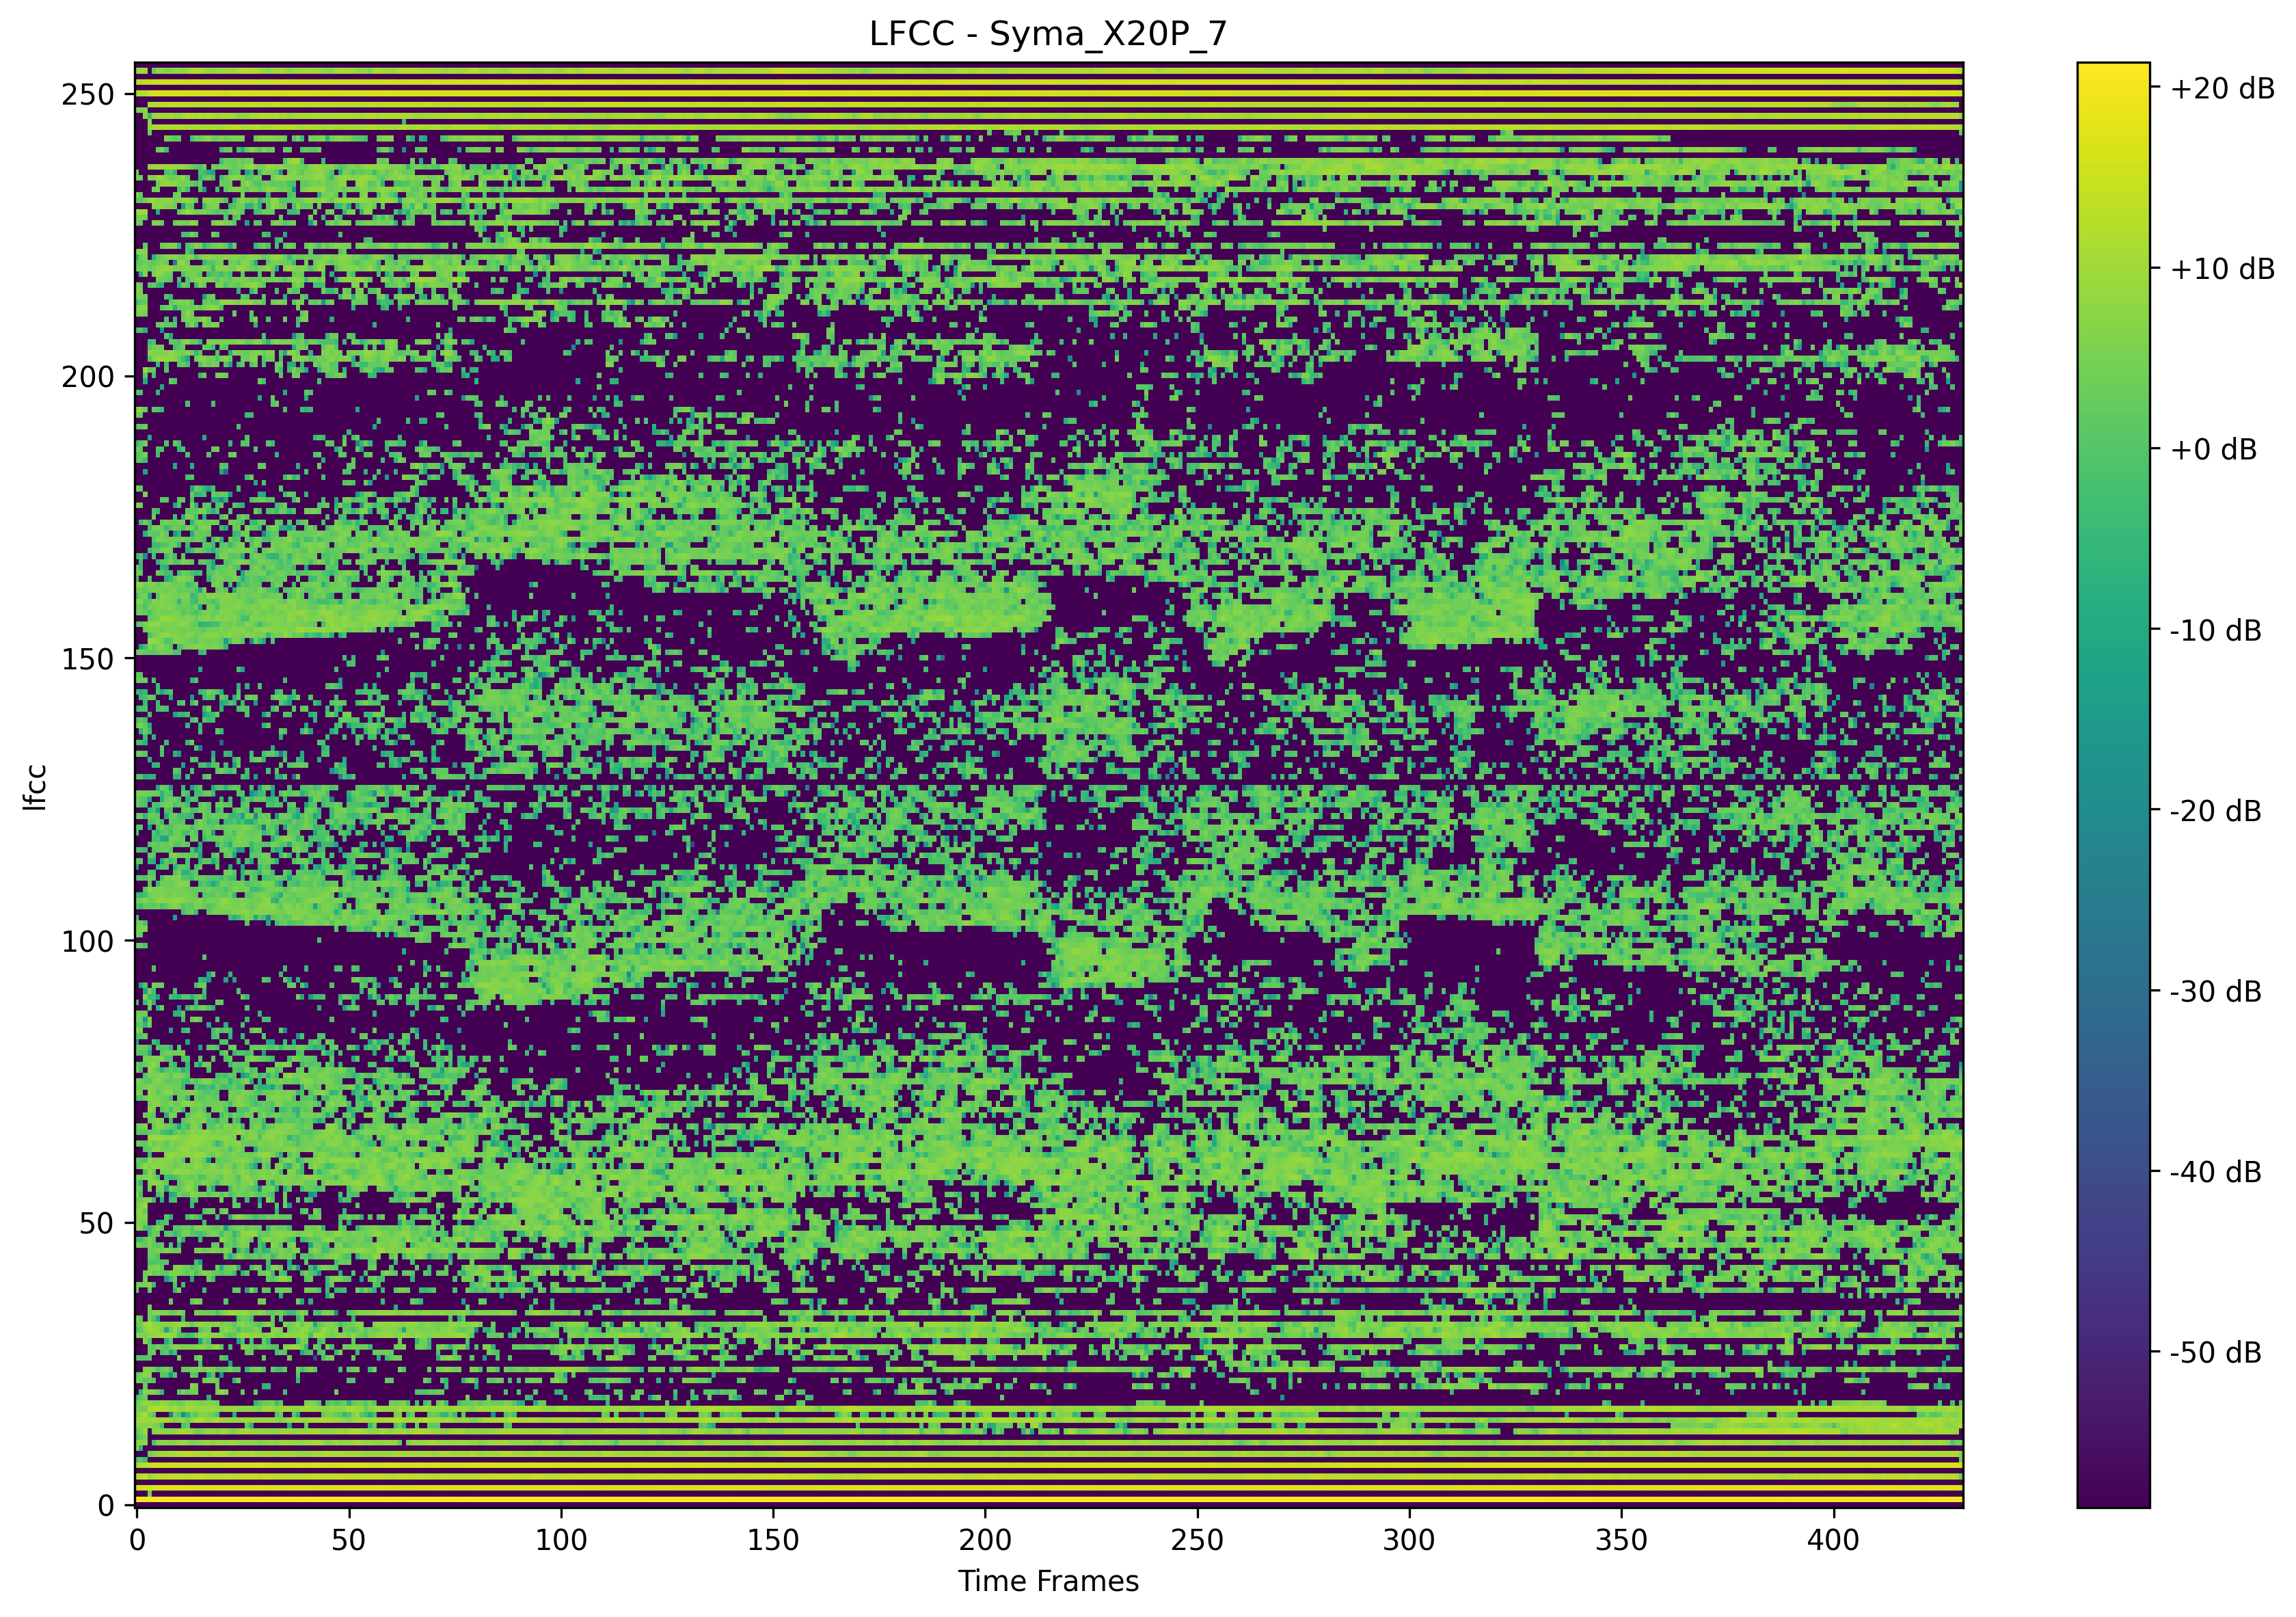 LFCC - Syma_X20P_7
250
200
150
100
50
0
lfcc
0 50 100 150 200 250 300 350 400
Time Frames
+20 dB
+10 dB
+0 dB
-10 dB
-20 dB
-30 dB
-40 dB
-50 dB